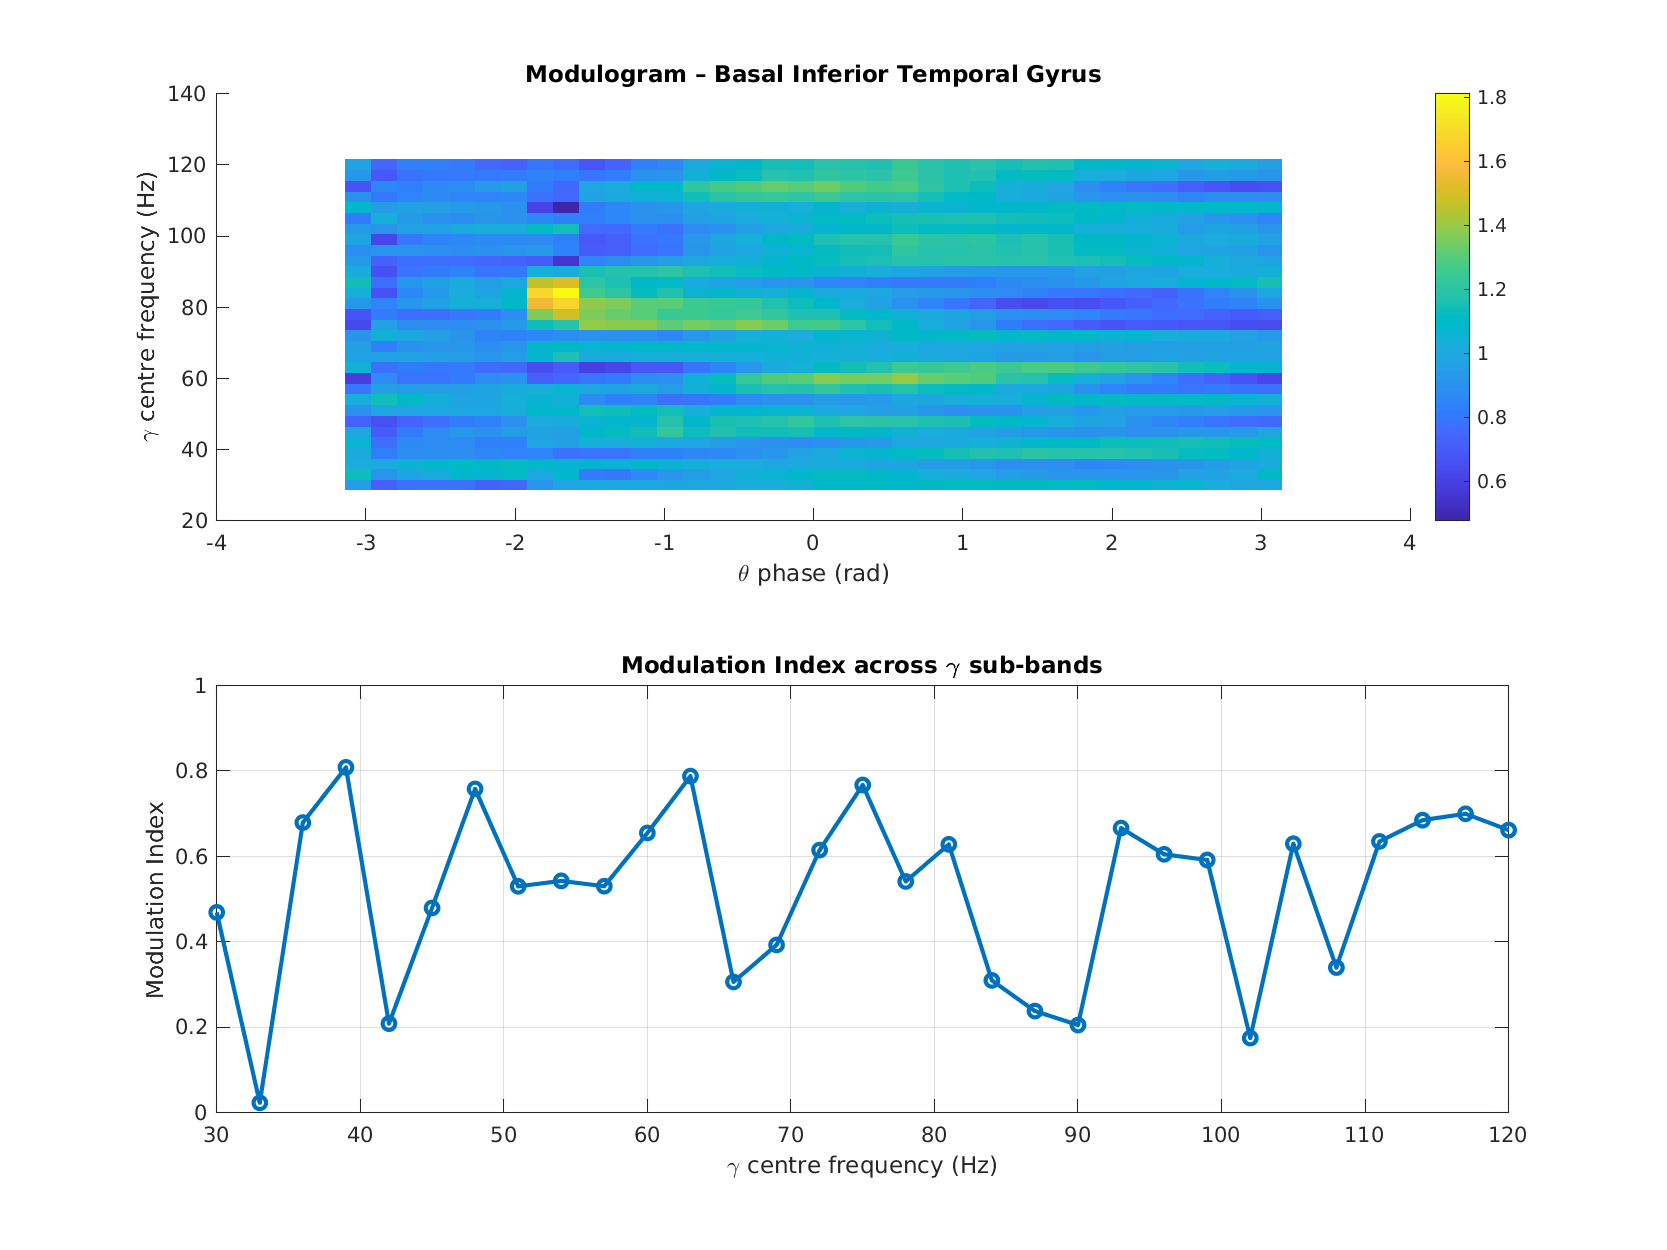 Modulogram – Basal Inferior Temporal Gyrus
140
120
100
80
60
40
20
γ centre frequency (Hz)
-4 -3 -2 -1 0 1 2 3 4
θ phase (rad)
1.8
1.6
1.4
1.2
1
0.8
0.6
Modulation Index across γ sub-bands
1
0.8
0.6
0.4
0.2
0
Modulation Index
30 40 50 60 70 80 90 100 110 120
γ centre frequency (Hz)